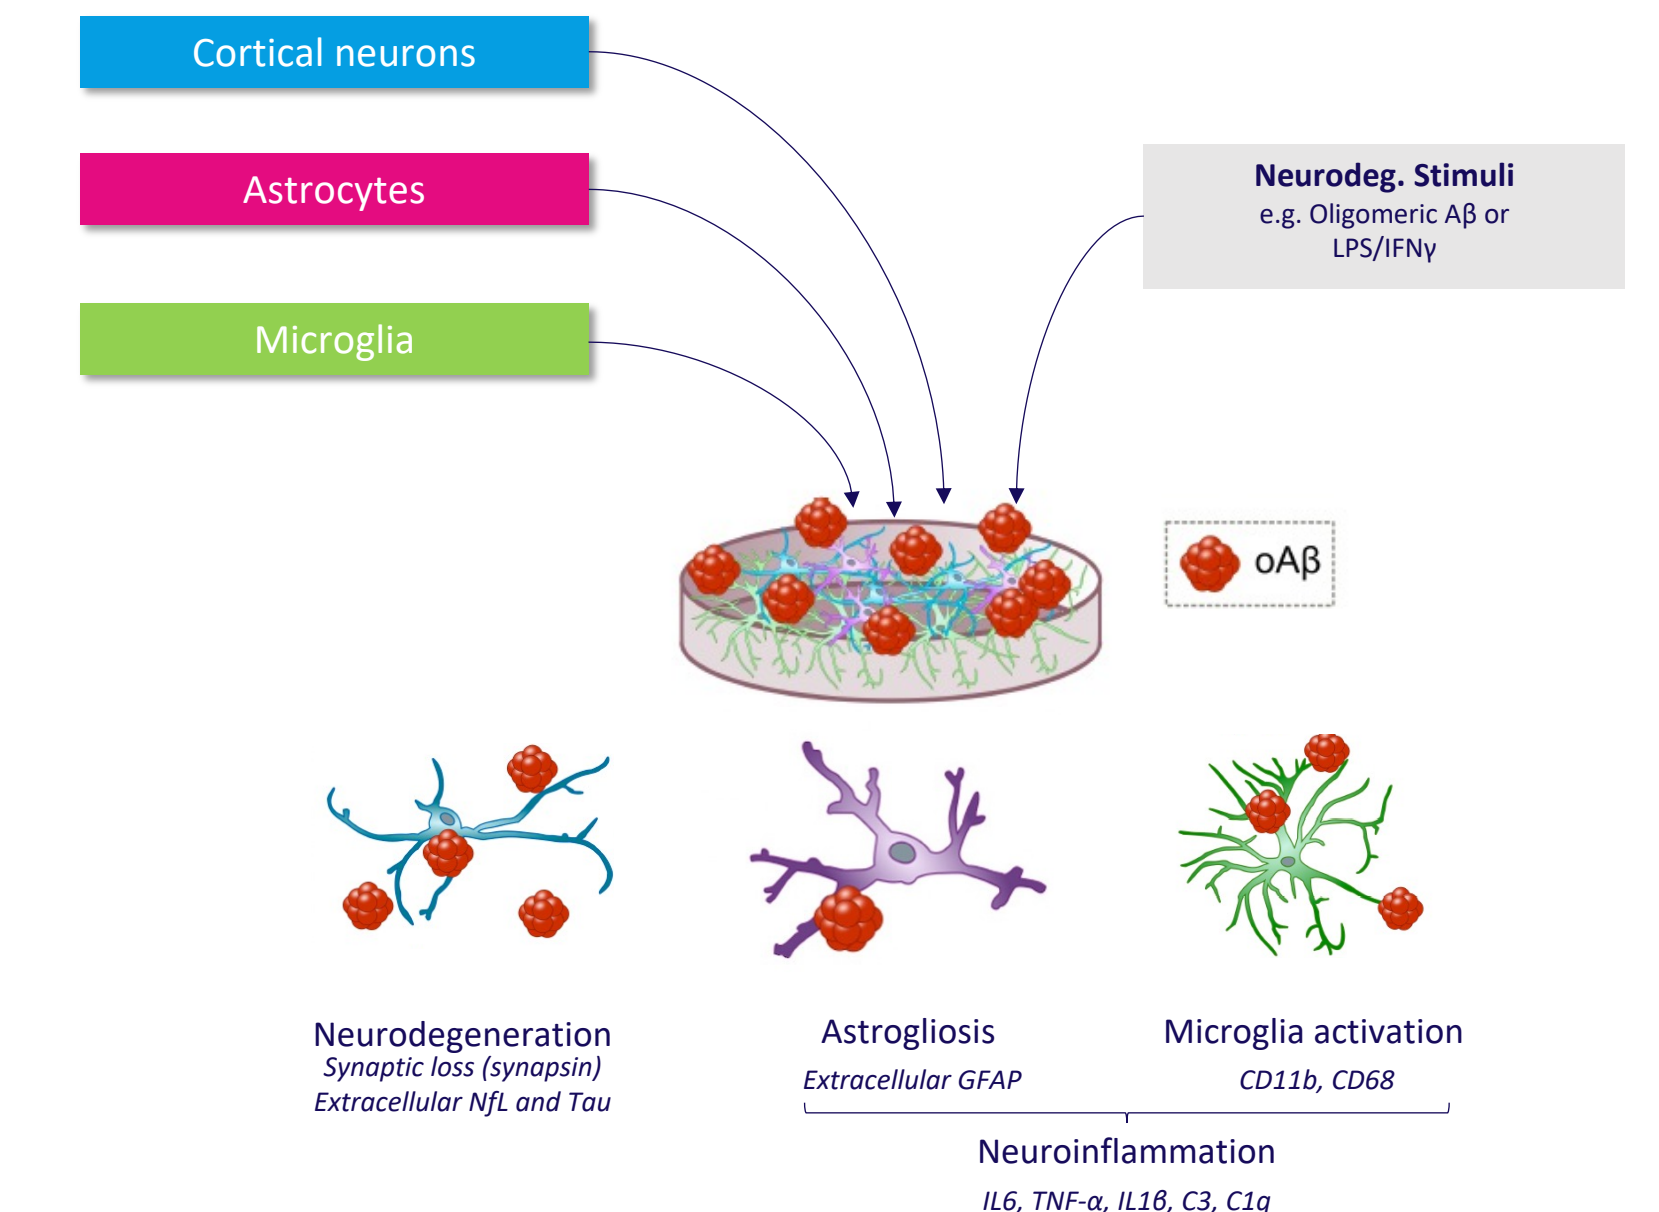 Cortical neurons
Astrocytes
Microglia
Neurodeg. Stimuli
e.g. Oligomeric Aβ or
LPS/IFNγ
oAβ
Neurodegeneration
Synaptic loss (synapsin)
Extracellular NfL and Tau
Astrogliosis
Extracellular GFAP
Microglia activation
CD11b, CD68
Neuroinflammation
IL6, TNF-α, IL1β, C3, C1q